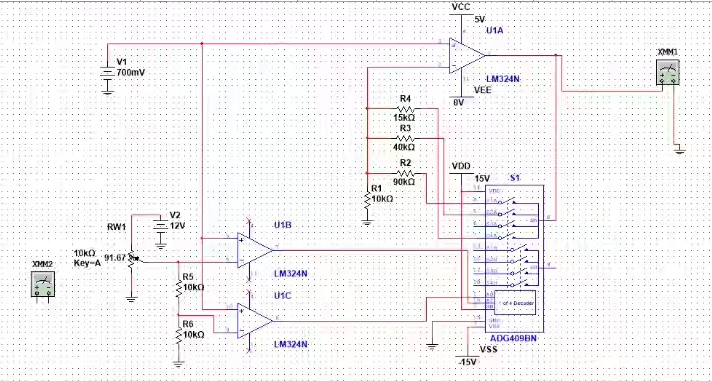 VCC
5V
U1A
V1
700mV
XMM1
LM324N
VEE
0V
R4
15kΩ
R3
40kΩ
R2
90kΩ
R1
10kΩ
VDD
15V
S1
V2
12V
RW1
10kΩ
91.67
Key=A
U1B
LM324N
XMM2
R5
10kΩ
U1C
R6
10kΩ
LM324N
1 of 4 Decoder
ADG409BN
VSS
-15V